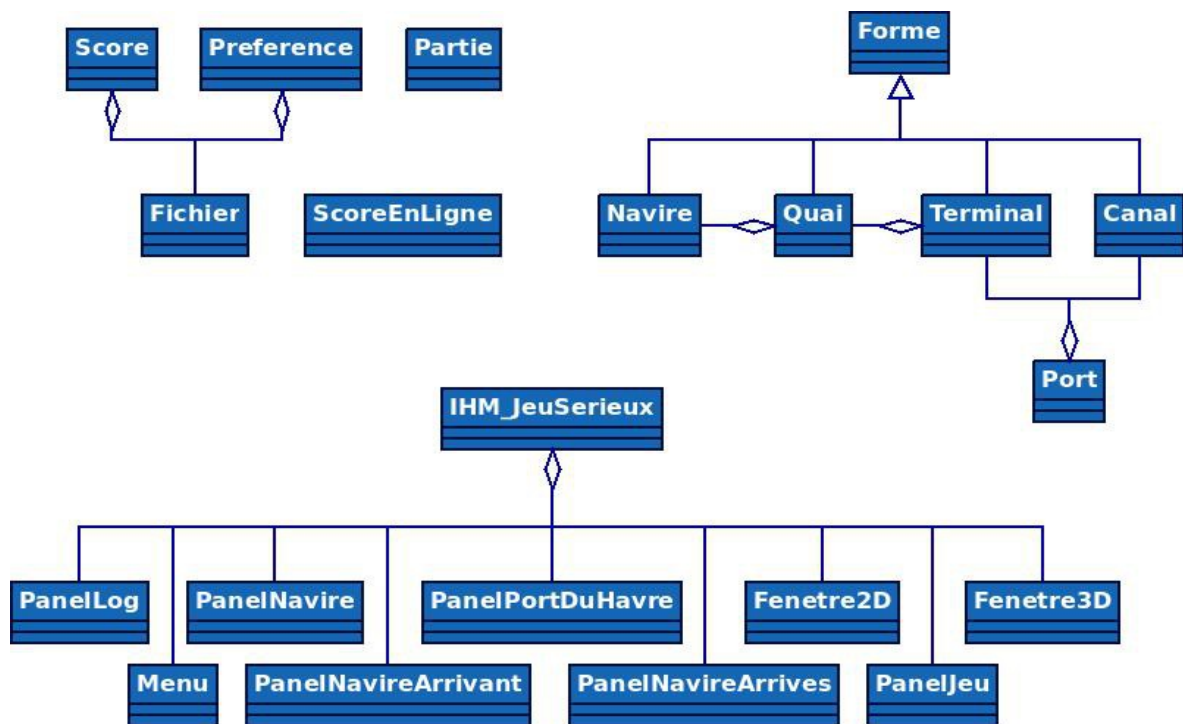 Score
Preference
Partie
Forme
Fichier
ScoreEnLigne
Navire
Quai
Terminal
Canal
Port
IHM_JeuSerieux
PanelLog
PanelNavire
PanelPortDuHavre
Fenetre2D
Fenetre3D
Menu
PanelNavireArrivant
PanelNavireArrives
PanelJeu